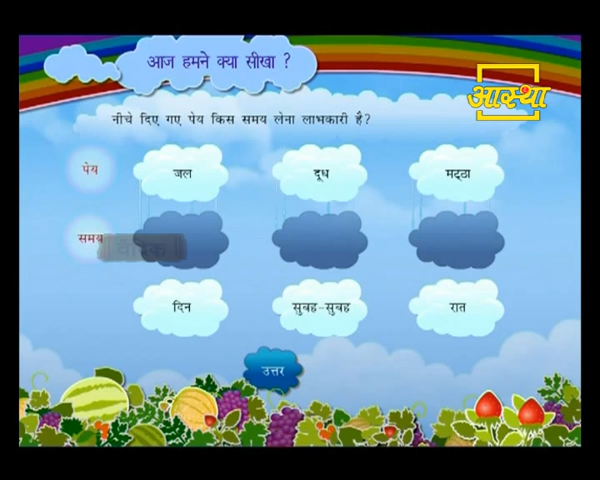 आज हमने क्या सीखा ?
आस्था
नीचे दिए गए पेय किस समय लेना लाभकारी है?
पेय जल दूध मट्ठा
समय
दिन सुबह-सुबह रात
उत्तर